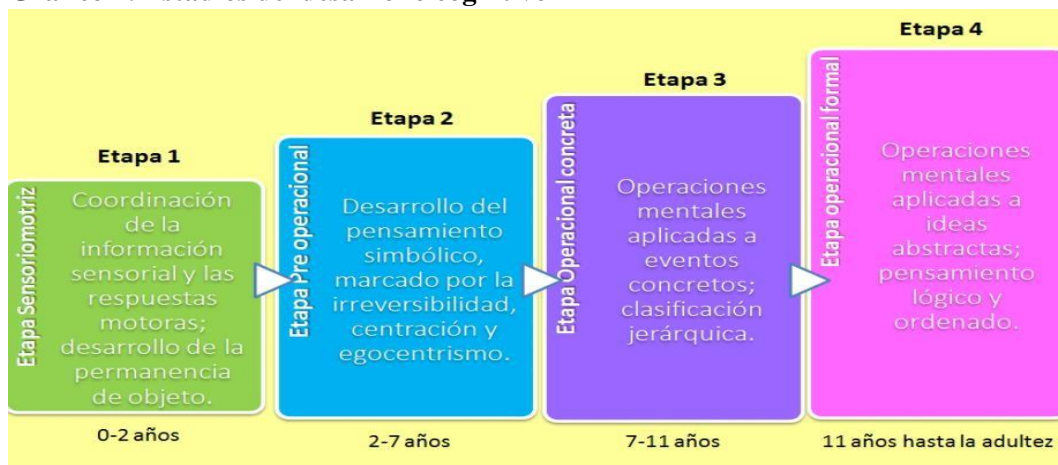 Etapa 1
Etapa Sensoriomotriz
Coordinación
de la
información
sensorial y las
respuestas
motoras;
desarrollo de la
permanencia
de objeto.
0-2 años
Etapa 2
Etapa Pre operacional
Desarrollo del
pensamiento
simbólico,
marcado por la
irreversibilidad,
centración y
egocentrismo.
2-7 años
Etapa 3
Etapa Operacional concreta
Operaciones
mentales
aplicadas a
eventos
concretos;
clasificación
jerárquica.
7-11 años
Etapa 4
Etapa operacional formal
Operaciones
mentales
aplicadas a
ideas
abstractas;
pensamiento
lógico y
ordenado.
11 años hasta la adultez